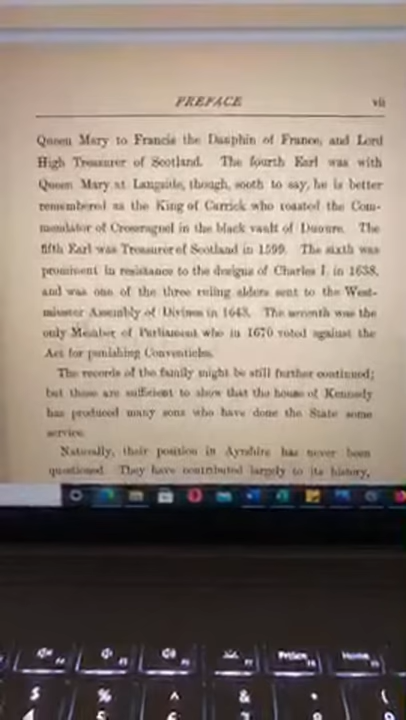 PREFACE vii
Queen Mary to Francis the Dauphin of France, and Lord
High Treasurer of Scotland. The fourth Earl was with
Queen Mary at Langside, though, sooth to say, he is better
remembered as the King of Carrick who roasted the Com-
mendator of Crossraguel in the black vault of Dunure. The
fifth Earl was Treasurer of Scotland in 1599. The sixth was
prominent in resistance to the designs of Charles I. in 1638,
and was one of the three ruling elders sent to the West-
minster Assembly of Divines in 1643. The seventh was the
only Member of Parliament who in 1670 voted against the
Act for punishing Conventicles.
The records of the family might be still further continued;
but these are sufficient to show that the house of Kennedy
has produced many sons who have done the State some
service.
Naturally, their position in Ayrshire has never been
questioned. They have contributed largely to its history,
PrtScn Home
$ % ^ & * (